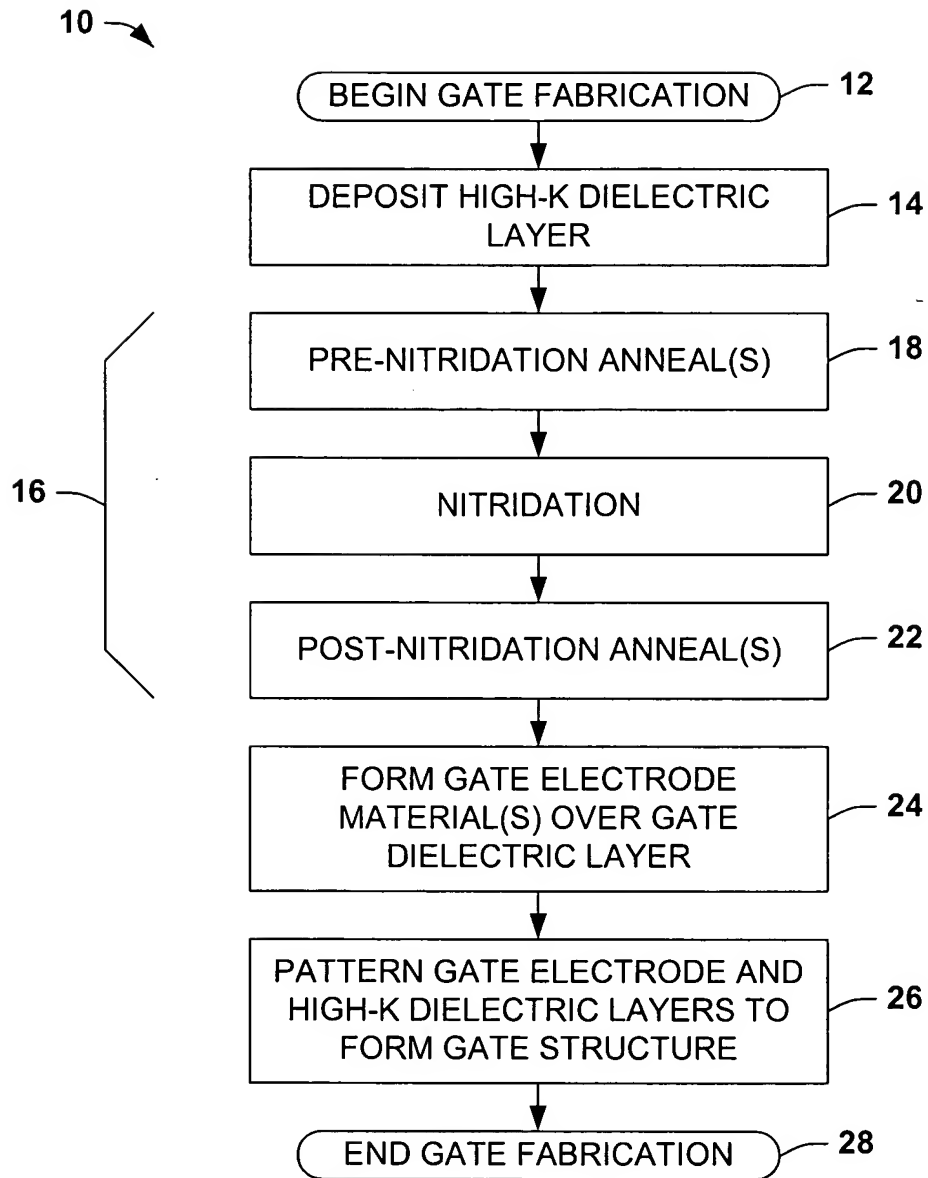 10
BEGIN GATE FABRICATION
12
DEPOSIT HIGH-K DIELECTRIC
LAYER
14
16
PRE-NITRIDATION ANNEAL(S)
18
NITRIDATION
20
POST-NITRIDATION ANNEAL(S)
22
FORM GATE ELECTRODE
MATERIAL(S) OVER GATE
DIELECTRIC LAYER
24
PATTERN GATE ELECTRODE AND
HIGH-K DIELECTRIC LAYERS TO
FORM GATE STRUCTURE
26
END GATE FABRICATION
28